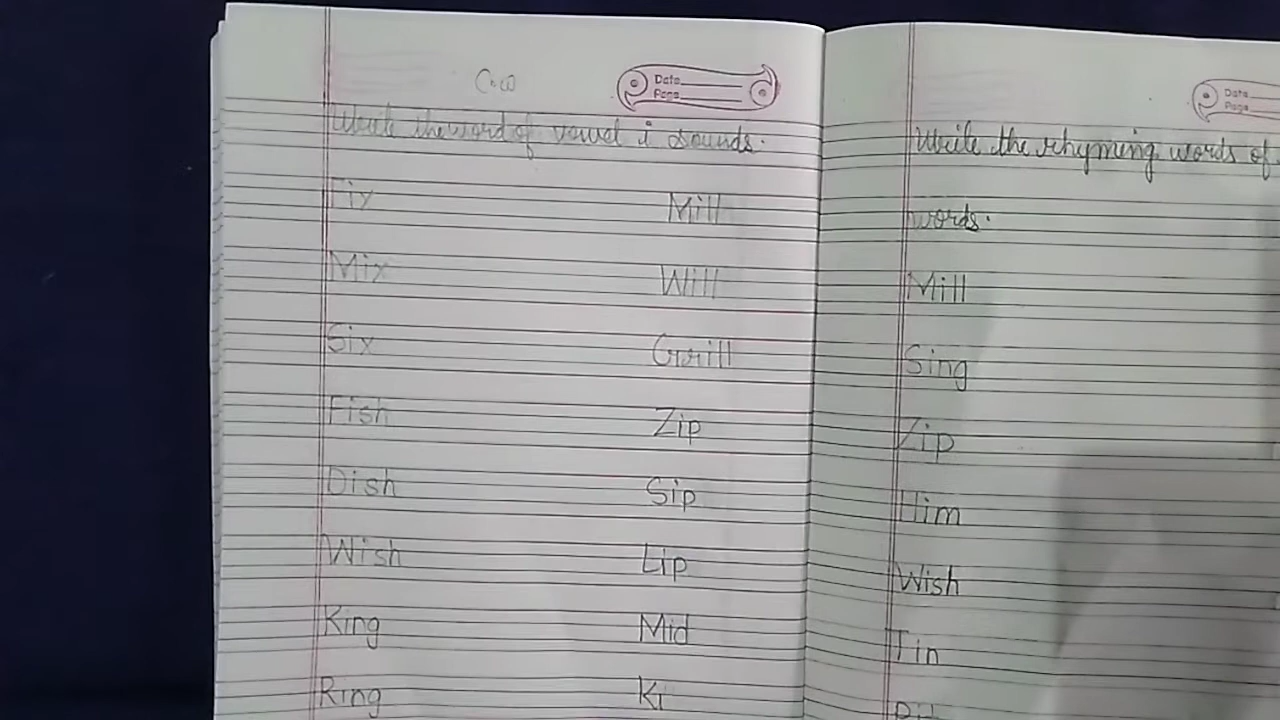 C.W
Date
Page
Write the word of vowel i sounds.
Fix Mill
Mix Will
Six Grill
Fish Zip
Dish Sip
Wish Lip
King Mid
Ring Ki
Date
Page
Write the rhyming words of
words.
Mill
Sing
Zip
Him
Wish
Tin